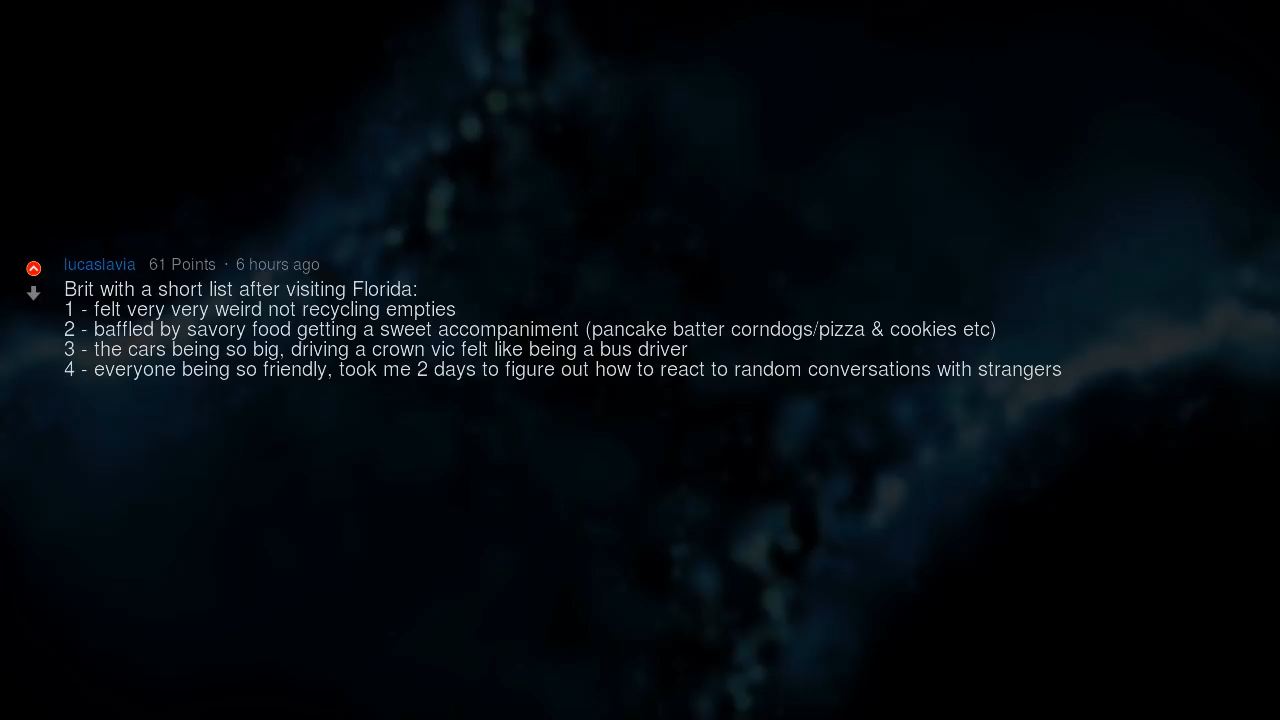 lucaslavia 61 Points · 6 hours ago
Brit with a short list after visiting Florida:
1 - felt very very weird not recycling empties
2 - baffled by savory food getting a sweet accompaniment (pancake batter corndogs/pizza & cookies etc)
3 - the cars being so big, driving a crown vic felt like being a bus driver
4 - everyone being so friendly, took me 2 days to figure out how to react to random conversations with strangers